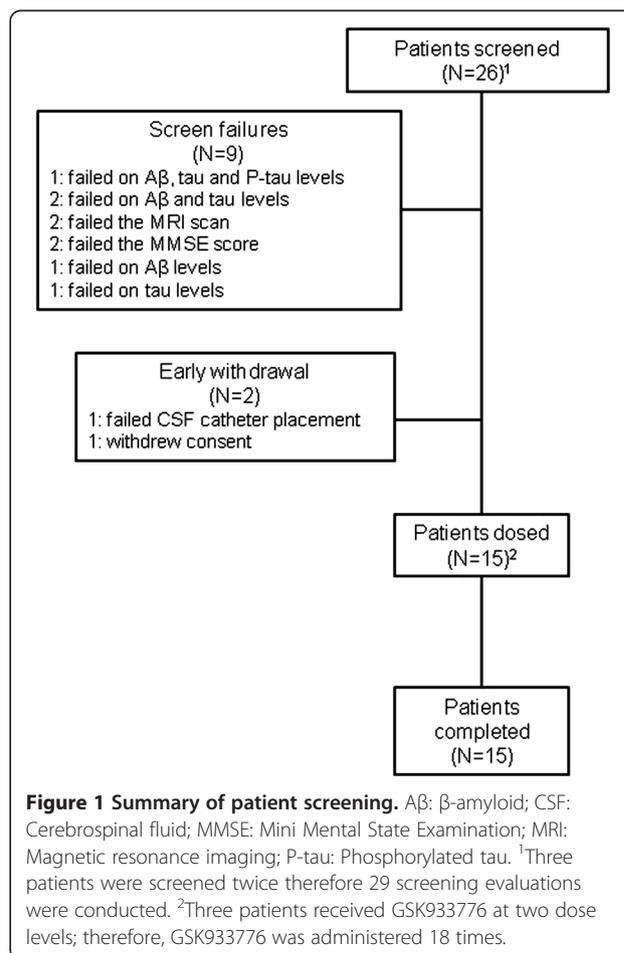 Patients screened
(N=26)¹
Screen failures
(N=9)
1: failed on Aβ, tau and P-tau levels
2: failed on Aβ and tau levels
2: failed the MRI scan
2: failed the MMSE score
1: failed on Aβ levels
1: failed on tau levels
Early withdrawal
(N=2)
1: failed CSF catheter placement
1: withdrew consent
Patients dosed
(N=15)²
Patients
completed
(N=15)
Figure 1 Summary of patient screening. Aβ: β-amyloid; CSF:
Cerebrospinal fluid; MMSE: Mini Mental State Examination; MRI:
Magnetic resonance imaging; P-tau: Phosphorylated tau. ¹Three
patients were screened twice therefore 29 screening evaluations
were conducted. ²Three patients received GSK933776 at two dose
levels; therefore, GSK933776 was administered 18 times.